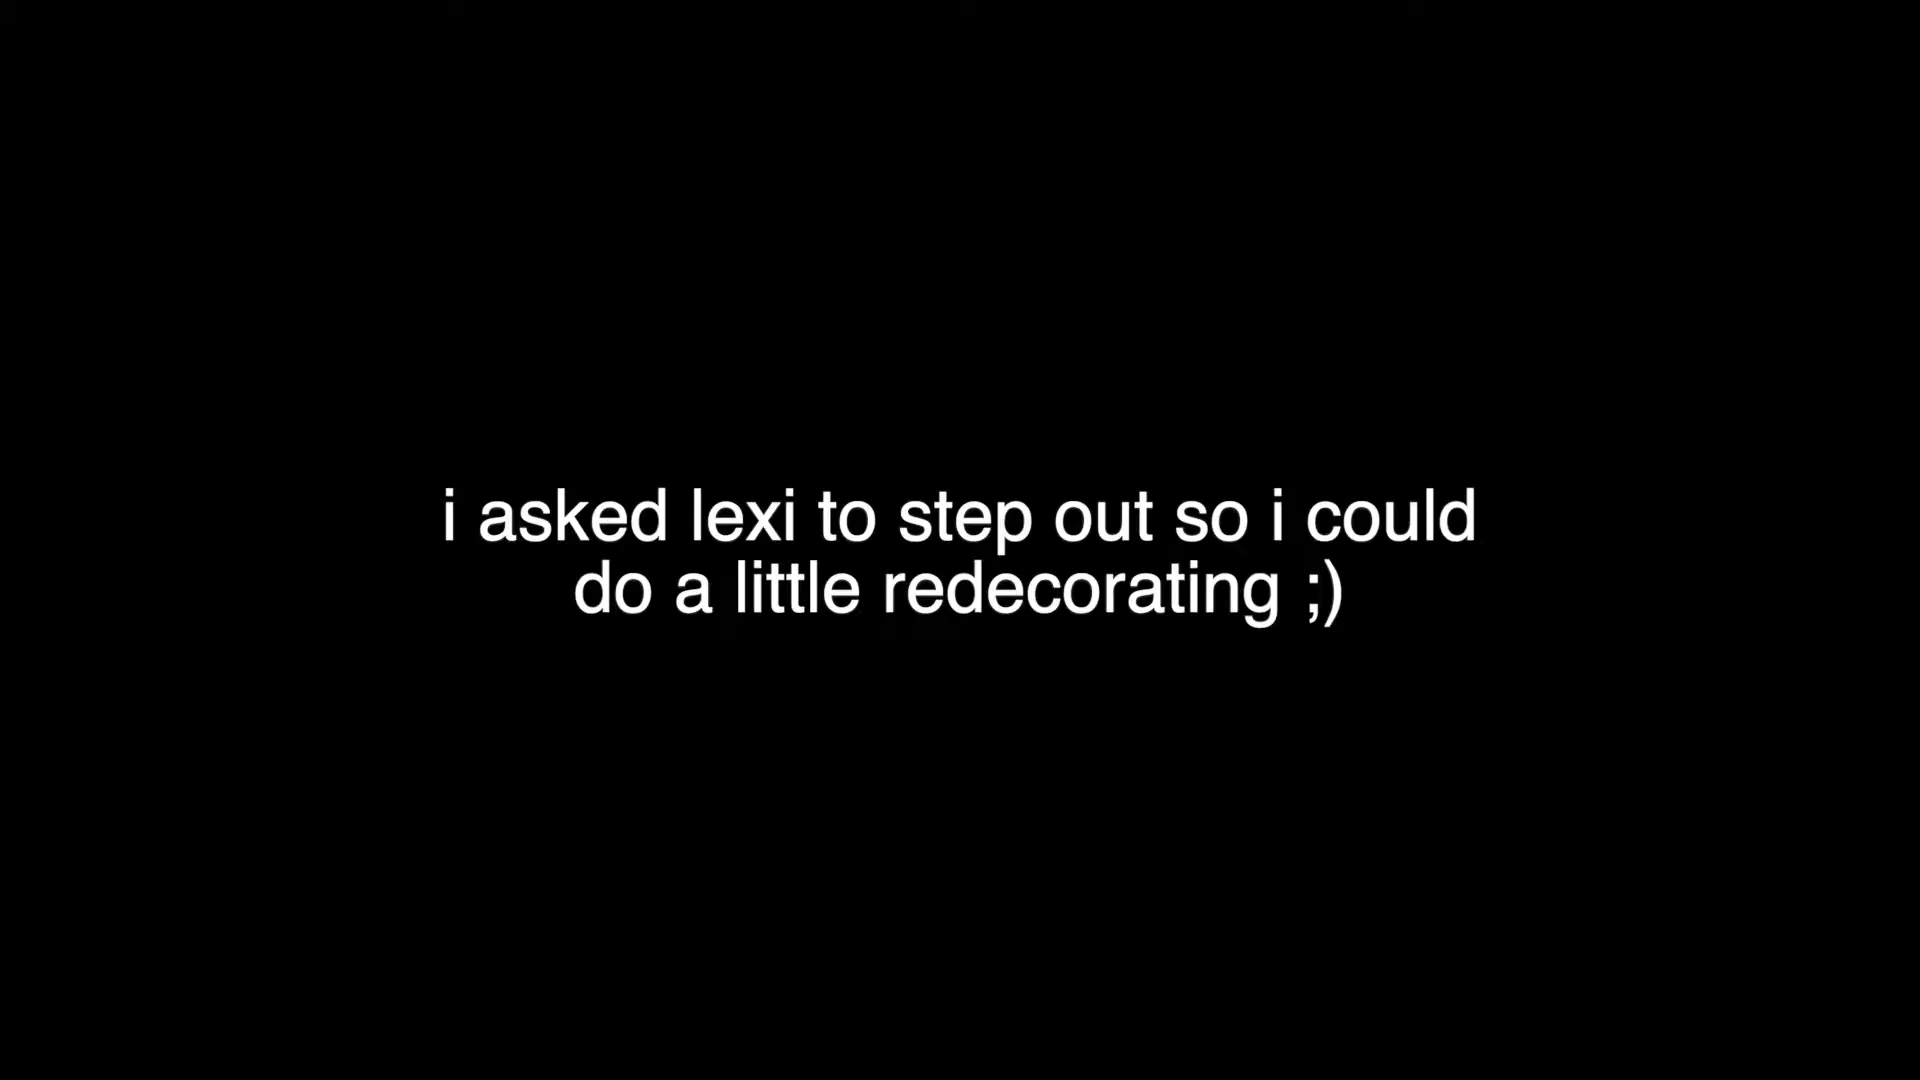 i asked lexi to step out so i could
do a little redecorating ;)